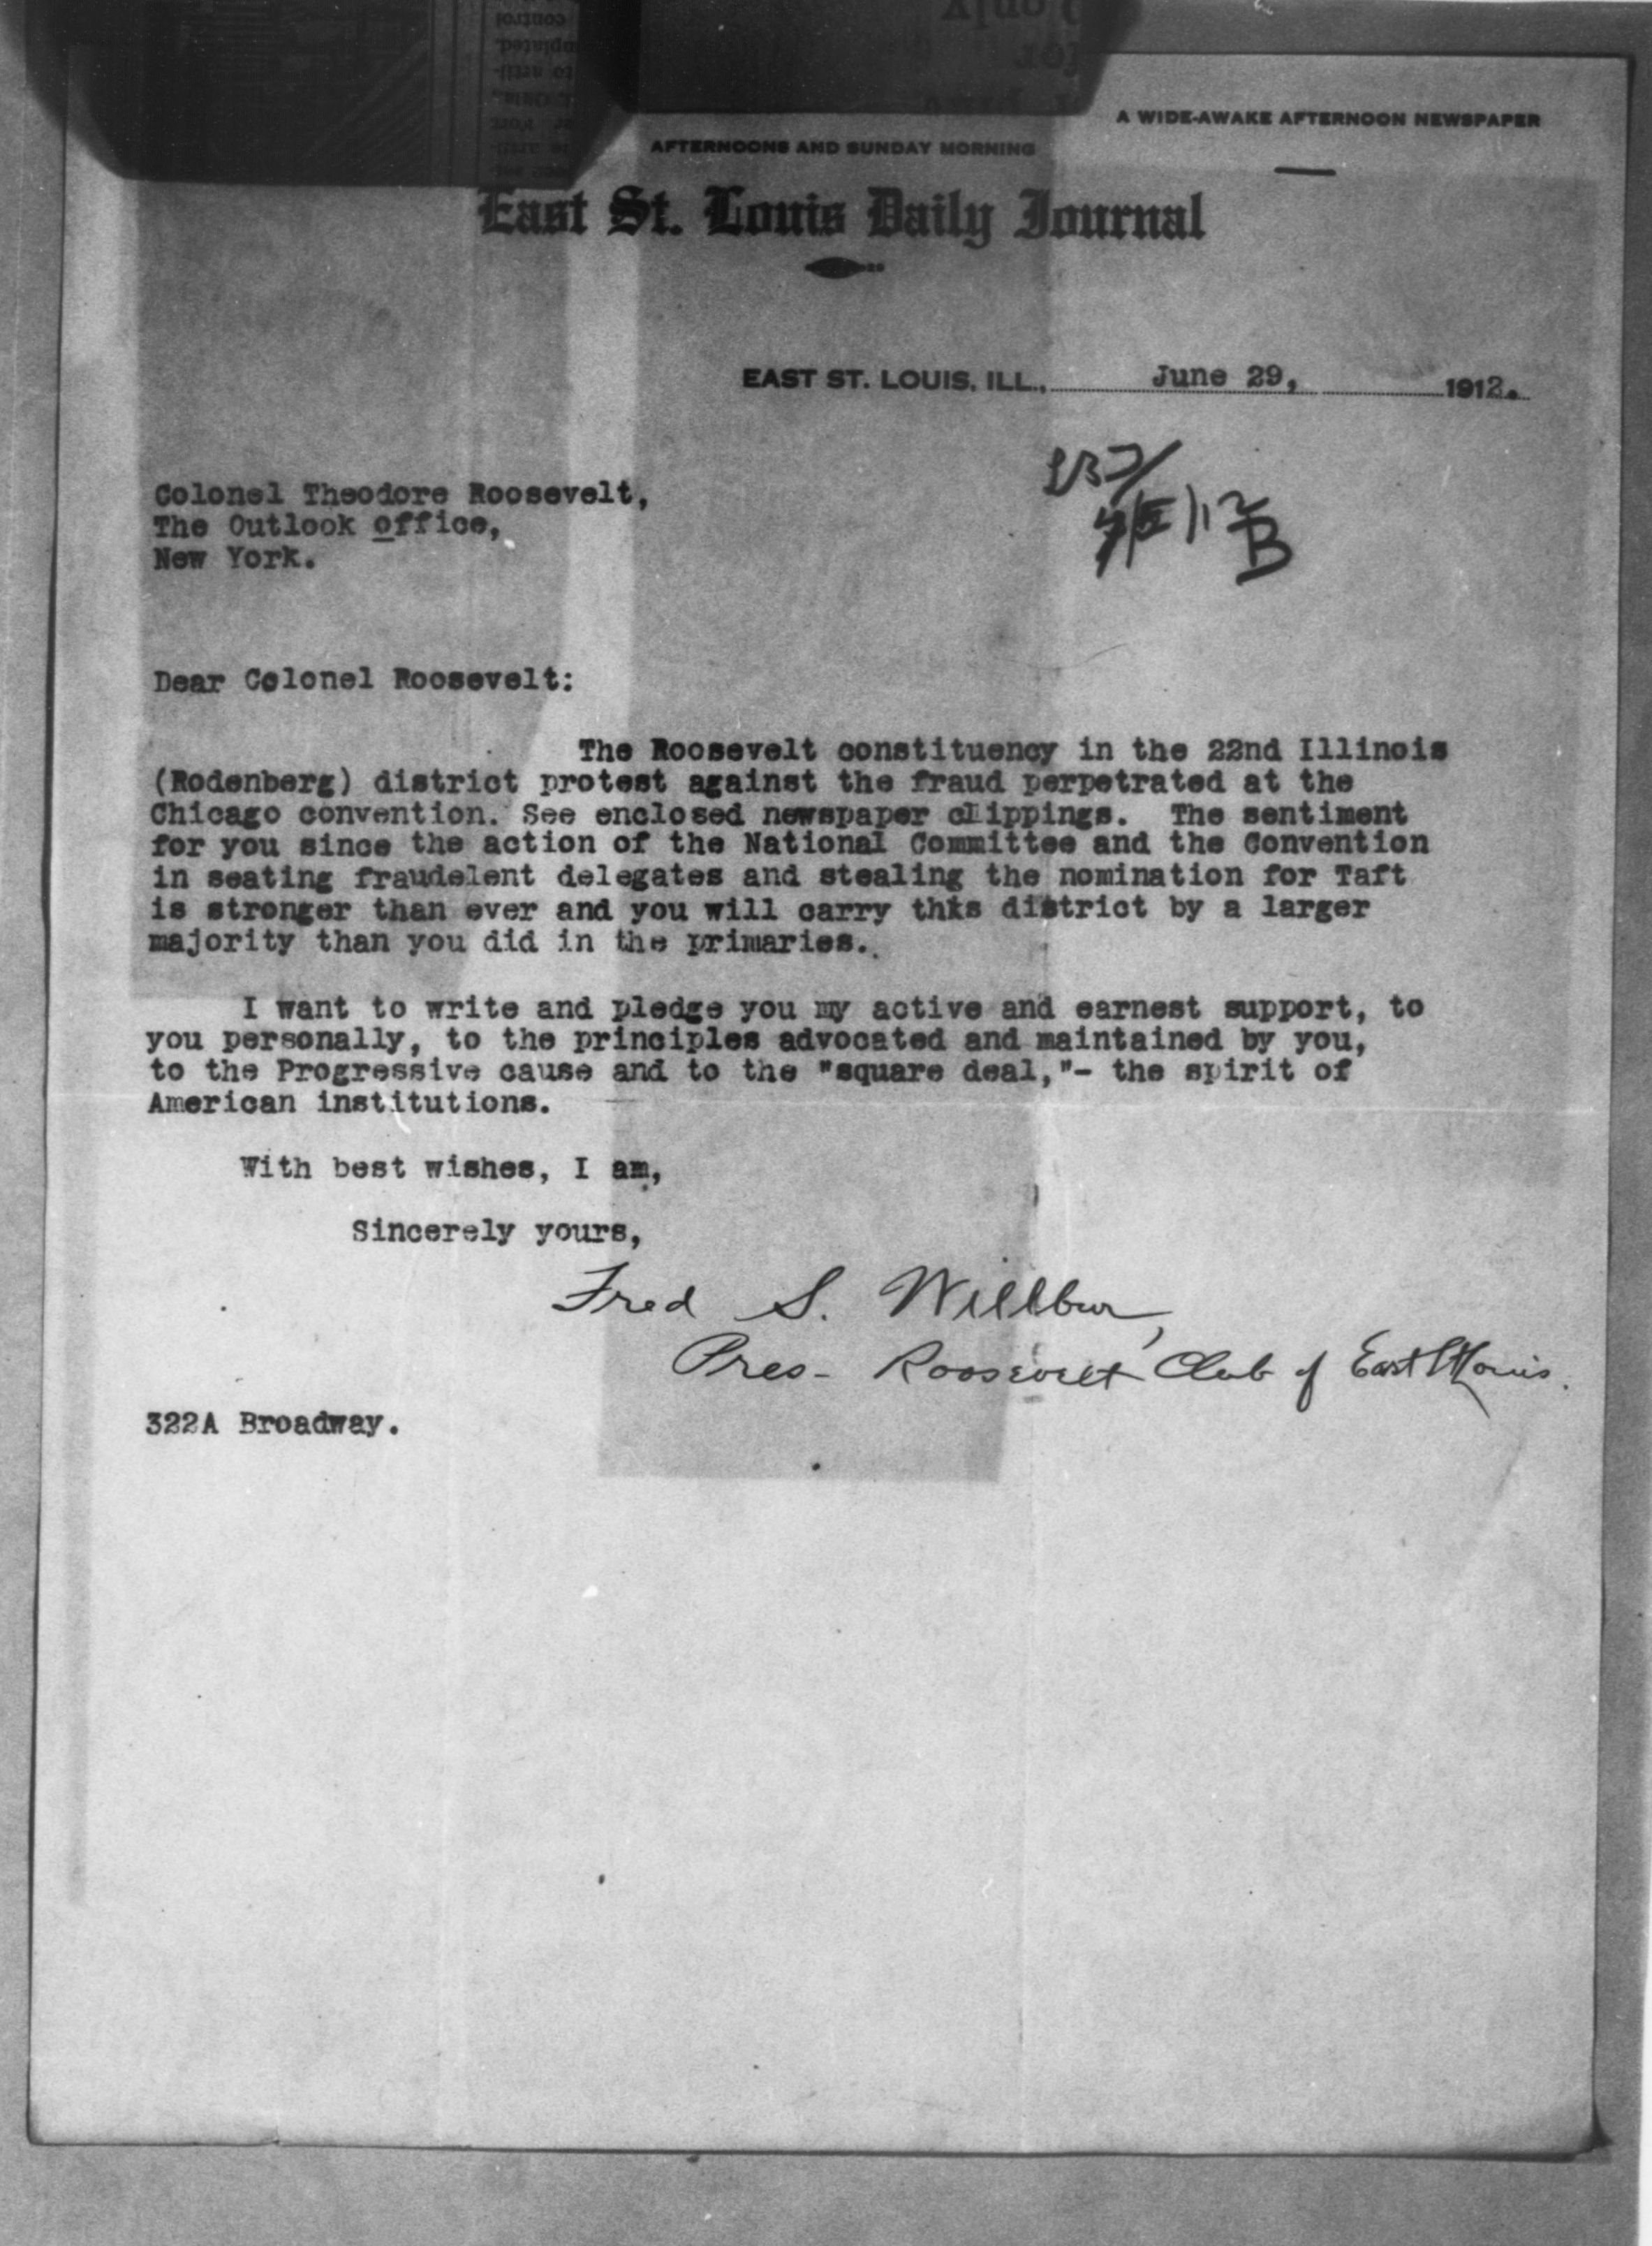 A WIDE-AWAKE AFTERNOON NEWSPAPER
AFTERNOONS AND SUNDAY MORNING
East St. Louis Daily Journal
EAST ST. LOUIS, ILL., June 29, 1912.
Colonel Theodore Roosevelt,
The Outlook office,
New York.
B
Dear Colonel Roosevelt:
The Roosevelt constituency in the 22nd Illinois
(Rodenberg) district protest against the fraud perpetrated at the
Chicago convention. See enclosed newspaper clippings. The sentiment
for you since the action of the National Committee and the Convention
in seating fraudelent delegates and stealing the nomination for Taft
is stronger than ever and you will carry this district by a larger
majority than you did in the primaries.
I want to write and pledge you my active and earnest support, to
you personally, to the principles advocated and maintained by you,
to the Progressive cause and to the "square deal,"- the spirit of
American institutions.
With best wishes, I am,
Sincerely yours,
Fred S. Willbur,
Pres- Roosevelt Club of East St Louis.
322A Broadway.